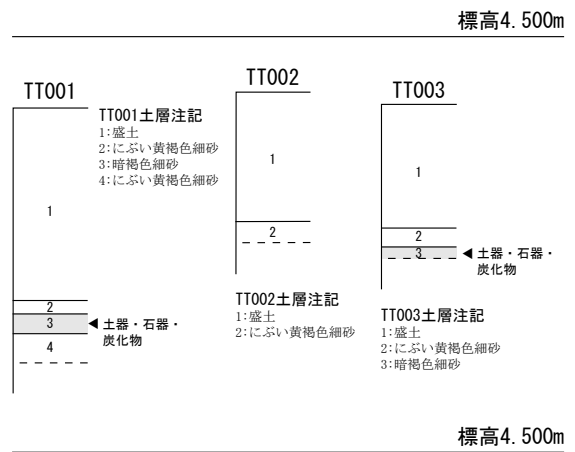 標高4.500m
TT001
TT001土層注記
1:盛土
2:にぶい黄褐色細砂
3:暗褐色細砂
4:にぶい黄褐色細砂
1
2
3
4
土器・石器・
炭化物
TT002
1
2
TT002土層注記
1:盛土
2:にぶい黄褐色細砂
TT003
1
2
3
土器・石器・
炭化物
TT003土層注記
1:盛土
2:にぶい黄褐色細砂
3:暗褐色細砂
標高4.500m